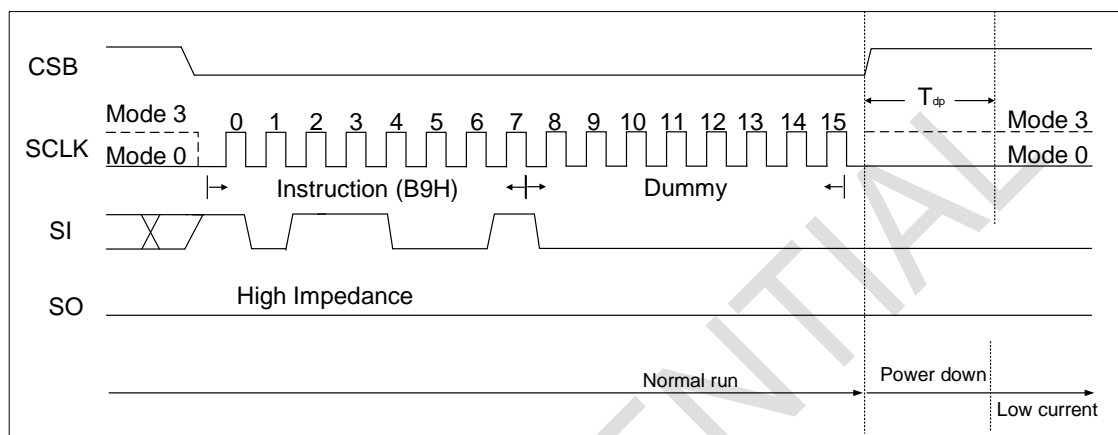 CSB
T dp
Mode 3
0 1 2 3 4 5 6 7 8 9 10 11 12 13 14 15
Mode 3
SCLK
Mode 0
Mode 0
Instruction (B9H)
Dummy
SI
High Impedance
SO
Normal run
Power down
Low current
ENTIAL